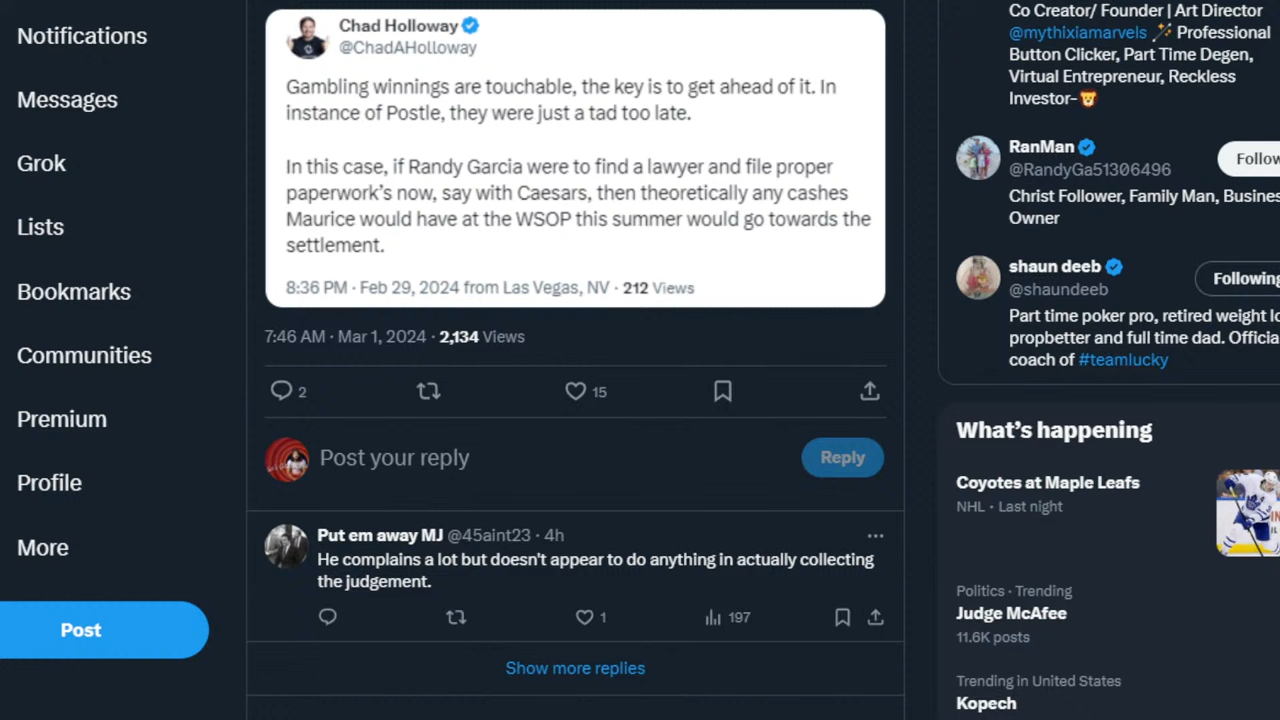 Notifications
Messages
Grok
Lists
Bookmarks
Communities
Premium
Profile
More
Post
Chad Holloway
@ChadAHolloway
Gambling winnings are touchable, the key is to get ahead of it. In
instance of Postle, they were just a tad too late.
In this case, if Randy Garcia were to find a lawyer and file proper
paperwork's now, say with Caesars, then theoretically any cashes
Maurice would have at the WSOP this summer would go towards the
settlement.
8:36 PM · Feb 29, 2024 from Las Vegas, NV · 212 Views
7:46 AM · Mar 1, 2024 · 2,134 Views
2
15
Post your reply
Reply
Put em away MJ @45aint23 · 4h
He complains a lot but doesn't appear to do anything in actually collecting
the judgement.
1
197
Show more replies
Co Creator/ Founder | Art Director
@mythixiamarvels 🪄 Professional
Button Clicker, Part Time Degen,
Virtual Entrepreneur, Reckless
Investor-🦁
RanMan
@RandyGa51306496
Follow
Christ Follower, Family Man, Busines
Owner
shaun deeb
@shaundeeb
Following
Part time poker pro, retired weight lo
propbetter and full time dad. Official
coach of #teamlucky
What's happening
Coyotes at Maple Leafs
NHL · Last night
Politics · Trending
Judge McAfee
11.6K posts
Trending in United States
Kopech